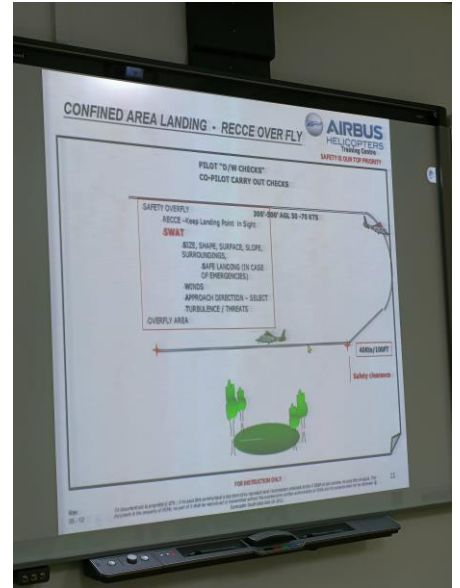 CONFINED AREA LANDING - RECCE OVER FLY
AIRBUS
HELICOPTERS
Training Centre
SAFETY IS OUR TOP PRIORITY
PILOT "D/W CHECKS"
CO-PILOT CARRY OUT CHECKS
SAFETY OVERFLY
RECCE –Keep Landing Point in Sight
SWAT
SIZE, SHAPE, SURFACE, SLOPE,
SURROUNDINGS,
SAFE LANDING (IN CASE
OF EMERGENCIES)
WINDS
APPROACH DIRECTION – SELECT
TURBULENCE / THREATS
OVERFLY AREA
AGL 50 -70 KTS
40Kts/100FT
Safety clearance
FOR INSTRUCTION ONLY